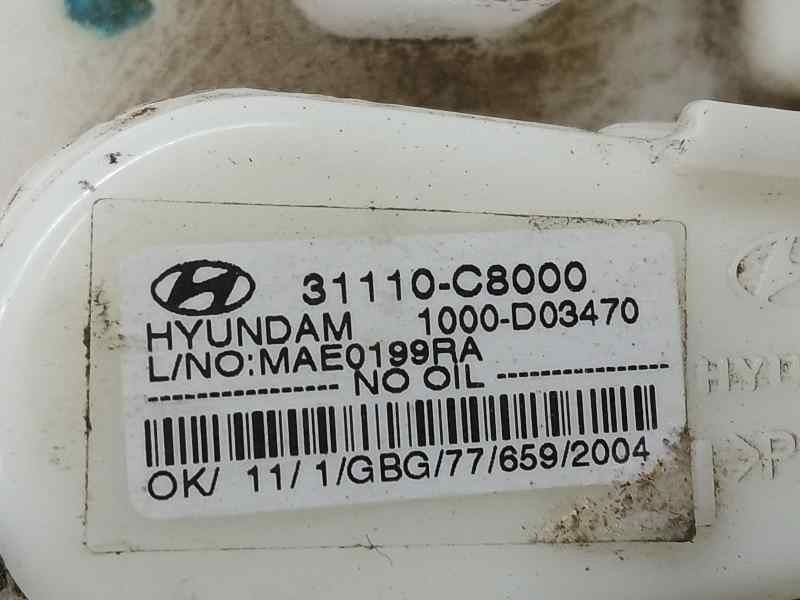 31110-C8000
HYUNDAM 1000-D03470
L/NO:MAE0199RA
NO OIL
OK/ 11/ 1/GBG/77/659/2004